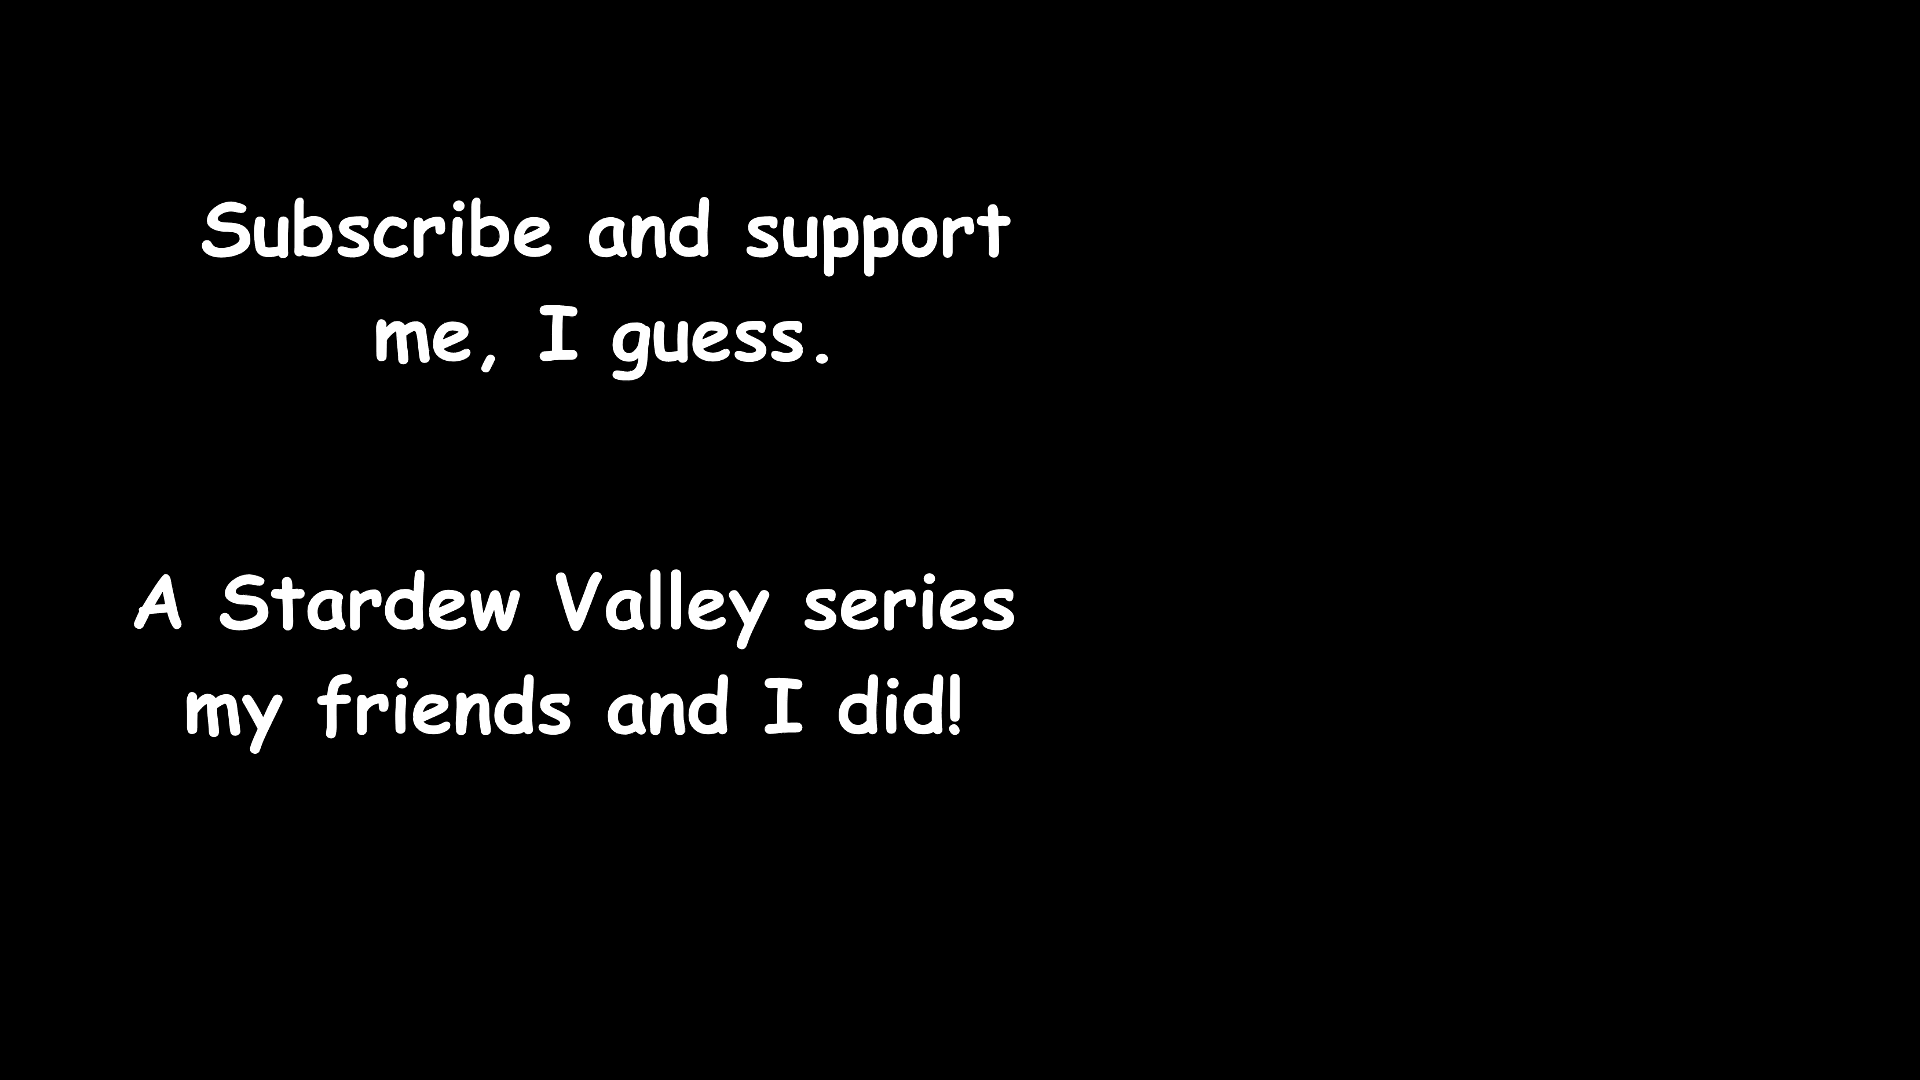 Subscribe and support
me, I guess.
A Stardew Valley series
my friends and I did!